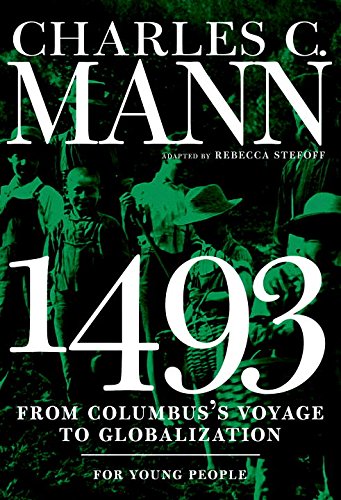 CHARLES C.
MANN
ADAPTED BY REBECCA STEFOFF
1493
FROM COLUMBUS'S VOYAGE
TO GLOBALIZATION
FOR YOUNG PEOPLE